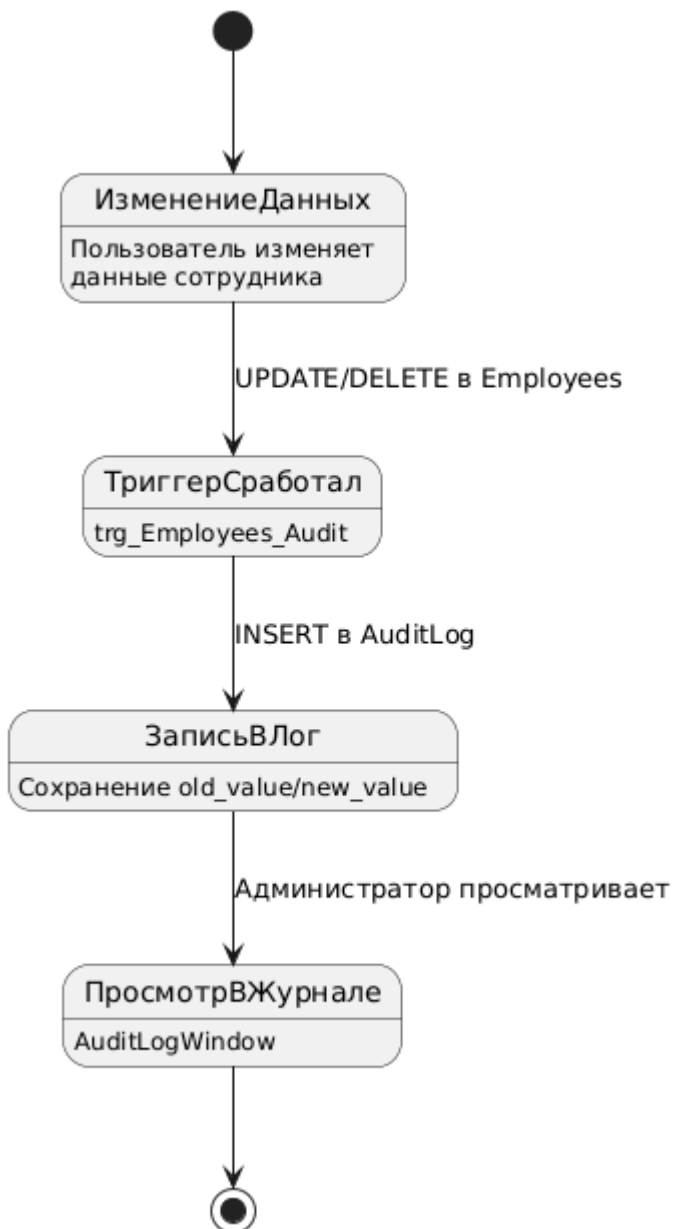 ИзменениеДанных
Пользователь изменяет
данные сотрудника
UPDATE/DELETE в Employees
ТриггерСработал
trg_Employees_Audit
INSERT в AuditLog
ЗаписьВЛог
Сохранение old_value/new_value
Администратор просматривает
ПросмотрВЖурнале
AuditLogWindow